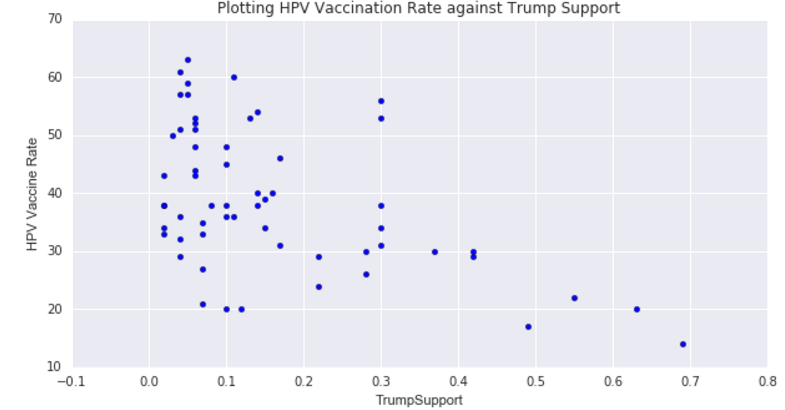 Plotting HPV Vaccination Rate against Trump Support
70
60
50
40
30
20
10
HPV Vaccine Rate
−0.1 0.0 0.1 0.2 0.3 0.4 0.5 0.6 0.7 0.8
TrumpSupport